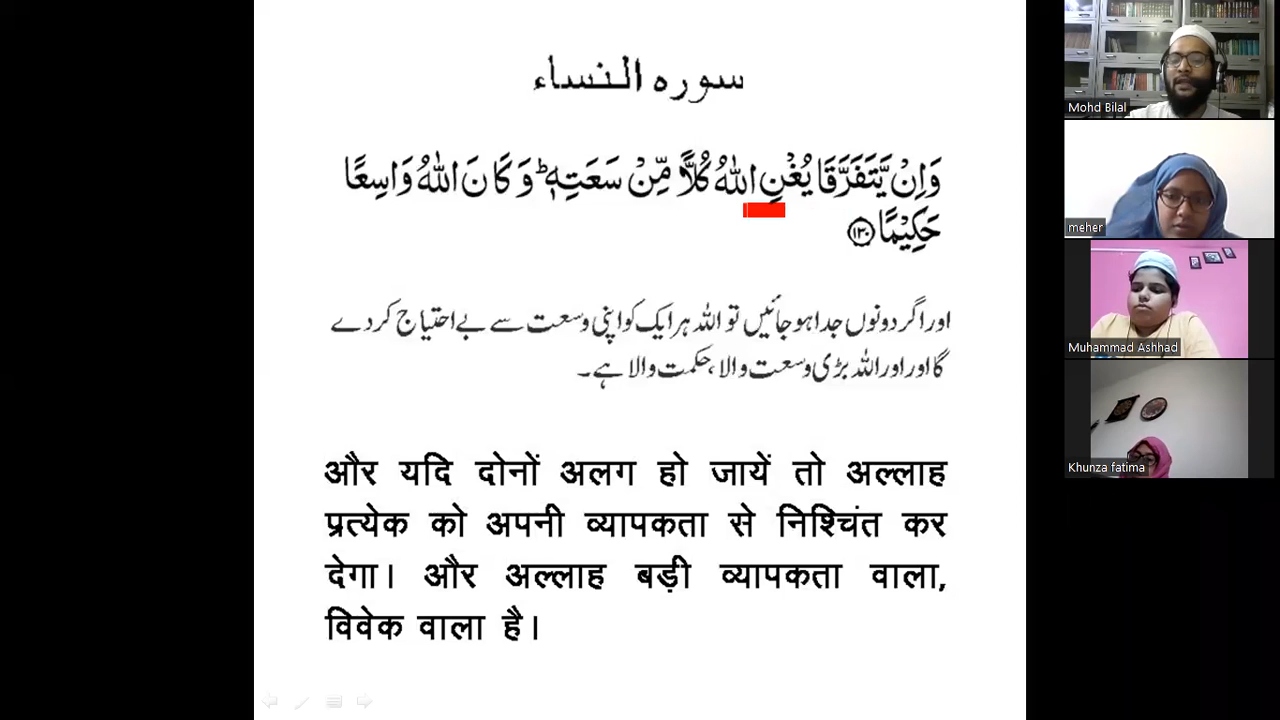 سورہ النساء
وَاِنْ يَّتَفَرَّقَا يُغْنِ اللّٰهُ كُلًّا مِّنْ سَعَتِهٖ ؕ وَكَانَ اللّٰهُ وَاسِعًا
حَكِيْمًا ﴿۱۳۰﴾
اور اگر دونوں جدا ہو جائیں تو اللہ ہر ایک کو اپنی وسعت سے بے احتیاج کر دے
گا اور اور اللہ بڑی وسعت والا، حکمت والا ہے۔
और यदि दोनों अलग हो जायें तो अल्लाह
प्रत्येक को अपनी व्यापकता से निश्चिंत कर
देगा। और अल्लाह बड़ी व्यापकता वाला,
विवेक वाला है।
Mohd Bilal
meher
Muhammad Ashhad
Khunza fatima